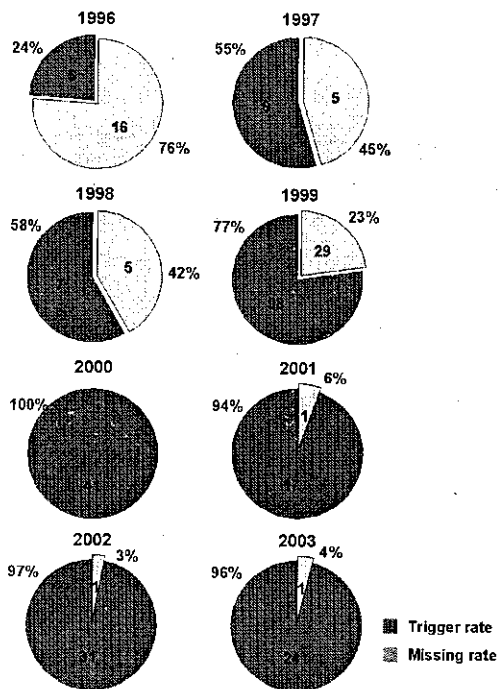 1996 1997
24% 55%
5
16
76% 45%
1998 1999
58% 77% 23%
5 29
42%
2000 2001
100% 94% 6%
1
2002 2003
97% 3% 96% 4%
1 1
Trigger rate
Missing rate